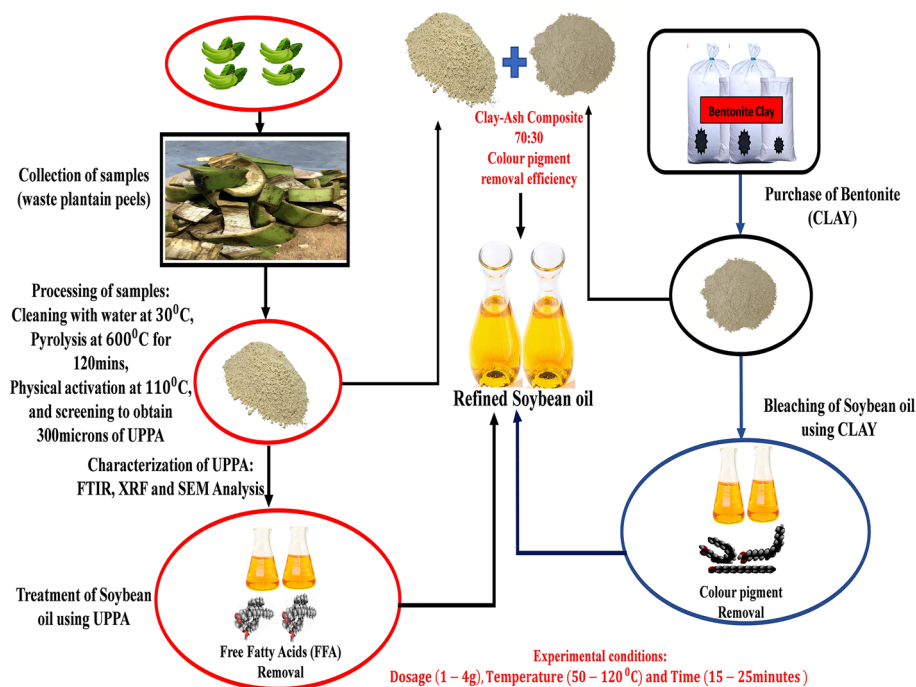 Collection of samples
(waste plantain peels)
Processing of samples:
Cleaning with water at 30⁰C,
Pyrolysis at 600⁰C for
120mins,
Physical activation at 110⁰C,
and screening to obtain
300microns of UPPA
Characterization of UPPA:
FTIR, XRF and SEM Analysis
Treatment of Soybean
oil using UPPA
Free Fatty Acids (FFA)
Removal
Clay-Ash Composite
70:30
Colour pigment
removal efficiency
Refined Soybean oil
Bentonite Clay
Purchase of Bentonite
(CLAY)
Bleaching of Soybean oil
using CLAY
Colour pigment
Removal
Experimental conditions:
Dosage (1 – 4g), Temperature (50 – 120 ⁰C) and Time (15 – 25minutes )